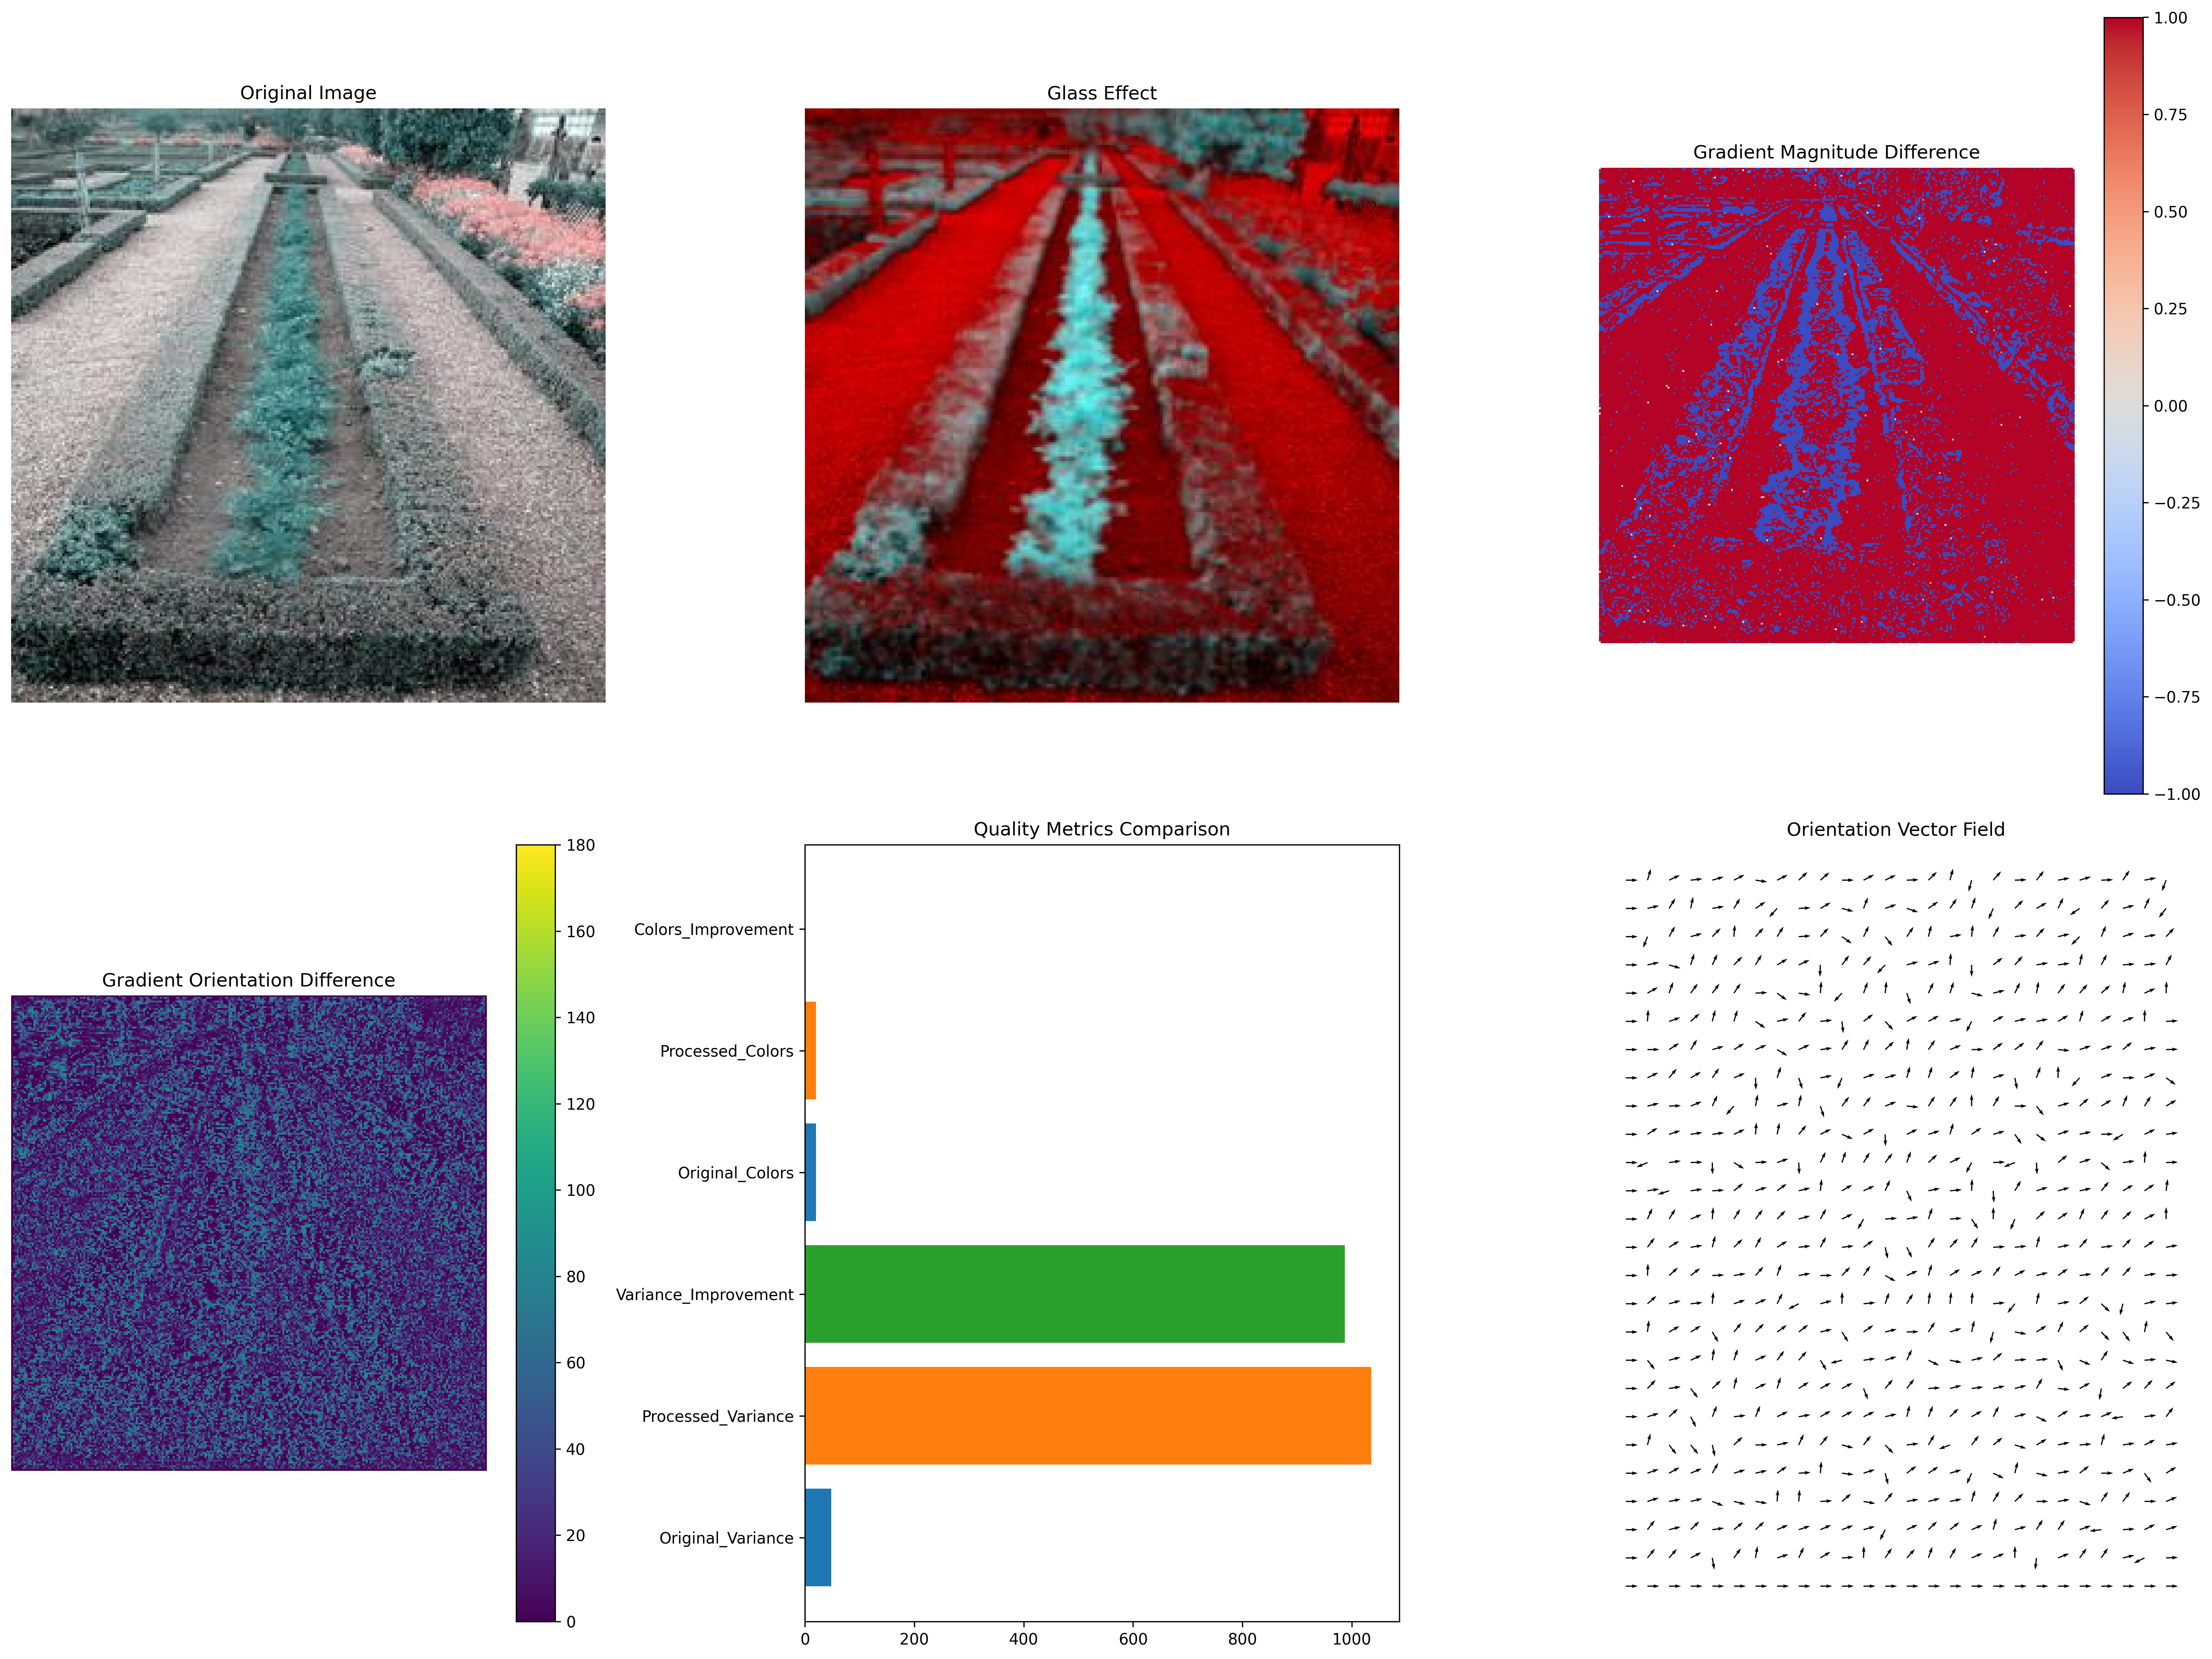 Original Image
Glass Effect
Gradient Magnitude Difference
1.00
0.75
0.50
0.25
0.00
−0.25
−0.50
−0.75
−1.00
Gradient Orientation Difference
180
160
140
120
100
80
60
40
20
0
Quality Metrics Comparison
Colors_Improvement
Processed_Colors
Original_Colors
Variance_Improvement
Processed_Variance
Original_Variance
0 200 400 600 800 1000
Orientation Vector Field